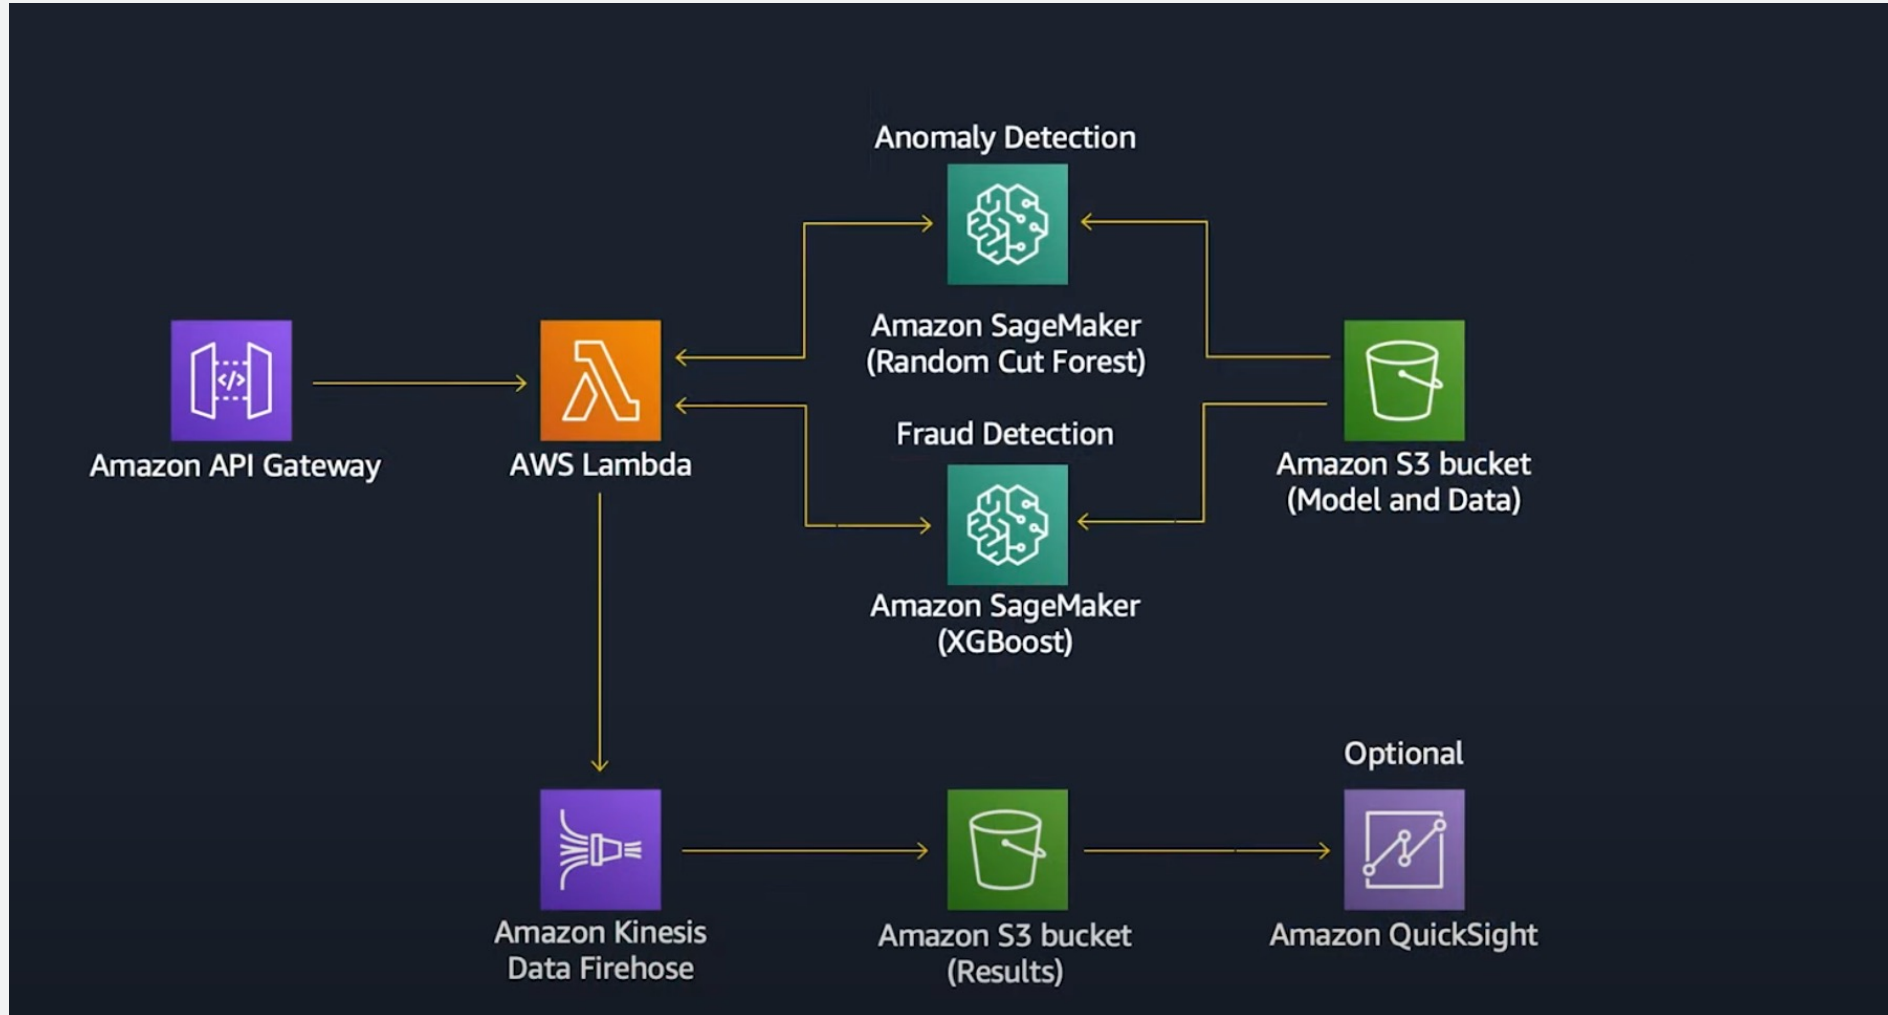 Anomaly Detection
Amazon SageMaker
(Random Cut Forest)
</>
Amazon API Gateway
AWS Lambda
Fraud Detection
Amazon SageMaker
(XGBoost)
Amazon S3 bucket
(Model and Data)
Amazon Kinesis
Data Firehose
Amazon S3 bucket
(Results)
Optional
Amazon QuickSight